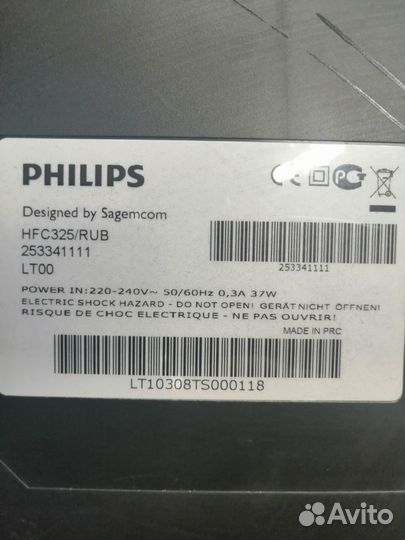 PHILIPS
CE PG
Designed by Sagemcom
HFC325/RUB
253341111
LT00
253341111
POWER IN:220-240V~ 50/60Hz 0,3A 37W
ELECTRIC SHOCK HAZARD - DO NOT OPEN! GERÄT NICHT ÖFFNEN!
RISQUE DE CHOC ELECTRIQUE - NE PAS OUVRIR!
MADE IN PRC
LT10308TS000118
Avito